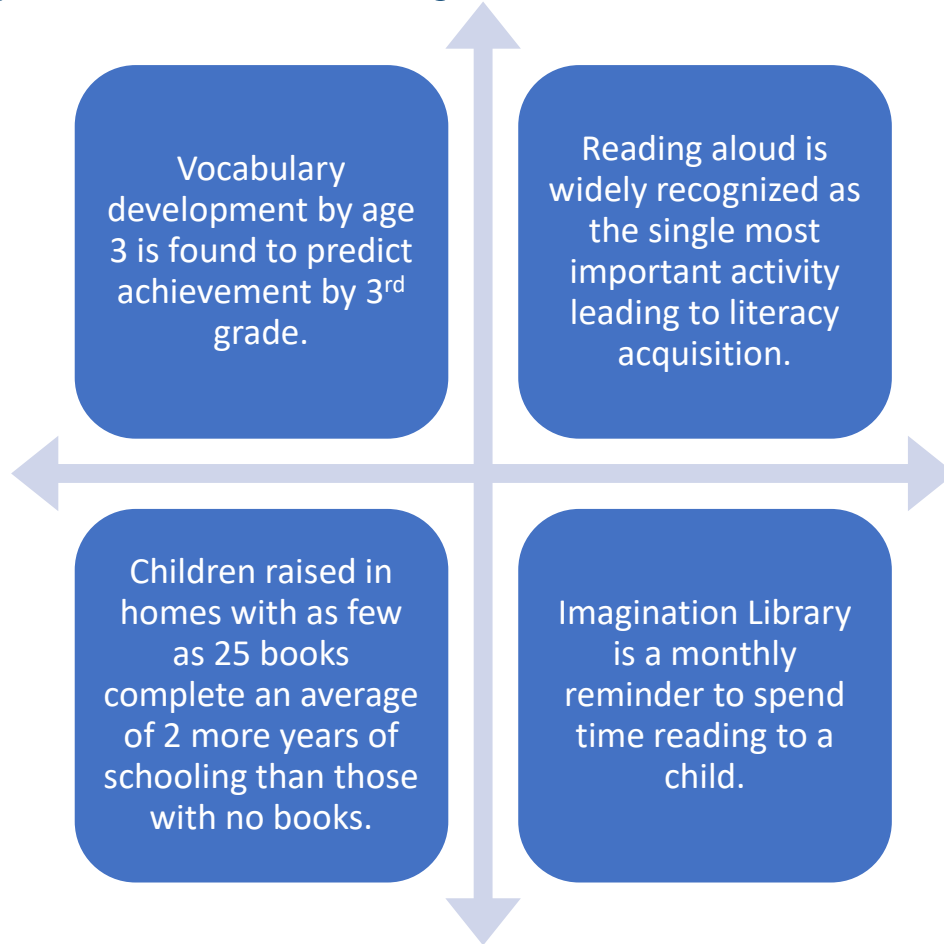 Vocabulary
development by age
3 is found to predict
achievement by 3rd
grade.
Reading aloud is
widely recognized as
the single most
important activity
leading to literacy
acquisition.
Children raised in
homes with as few
as 25 books
complete an average
of 2 more years of
schooling than those
with no books.
Imagination Library
is a monthly
reminder to spend
time reading to a
child.